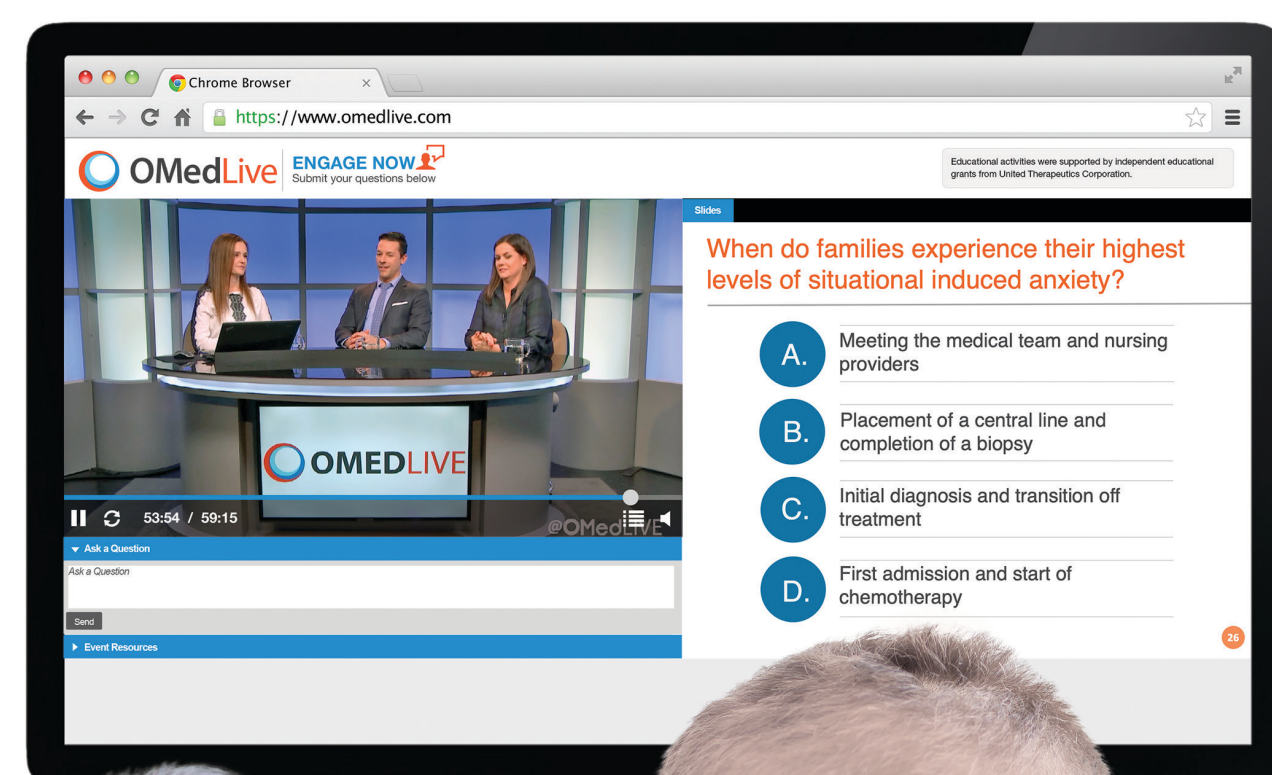 Chrome Browser
https://www.omedlive.com
OMedLive
ENGAGE NOW
Submit your questions below
Educational activities were supported by independent educational
grants from United Therapeutics Corporation.
Slides
When do families experience their highest
levels of situational induced anxiety?
A.
Meeting the medical team and nursing
providers
B.
Placement of a central line and
completion of a biopsy
C.
Initial diagnosis and transition off
treatment
D.
First admission and start of
chemotherapy
26
OMEDLIVE
53:54 / 59:15
@OMedLIVE
Ask a Question
Ask a Question
Send
Event Resources